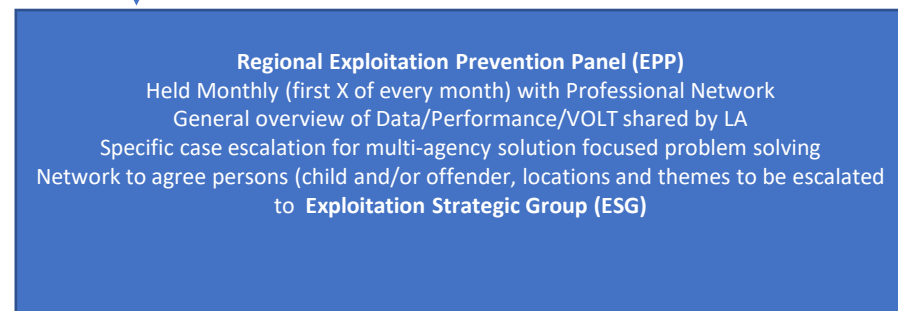 Regional Exploitation Prevention Panel (EPP)
Held Monthly (first X of every month) with Professional Network
General overview of Data/Performance/VOLT shared by LA
Specific case escalation for multi-agency solution focused problem solving
Network to agree persons (child and/or offender, locations and themes to be escalated
to  Exploitation Strategic Group (ESG)